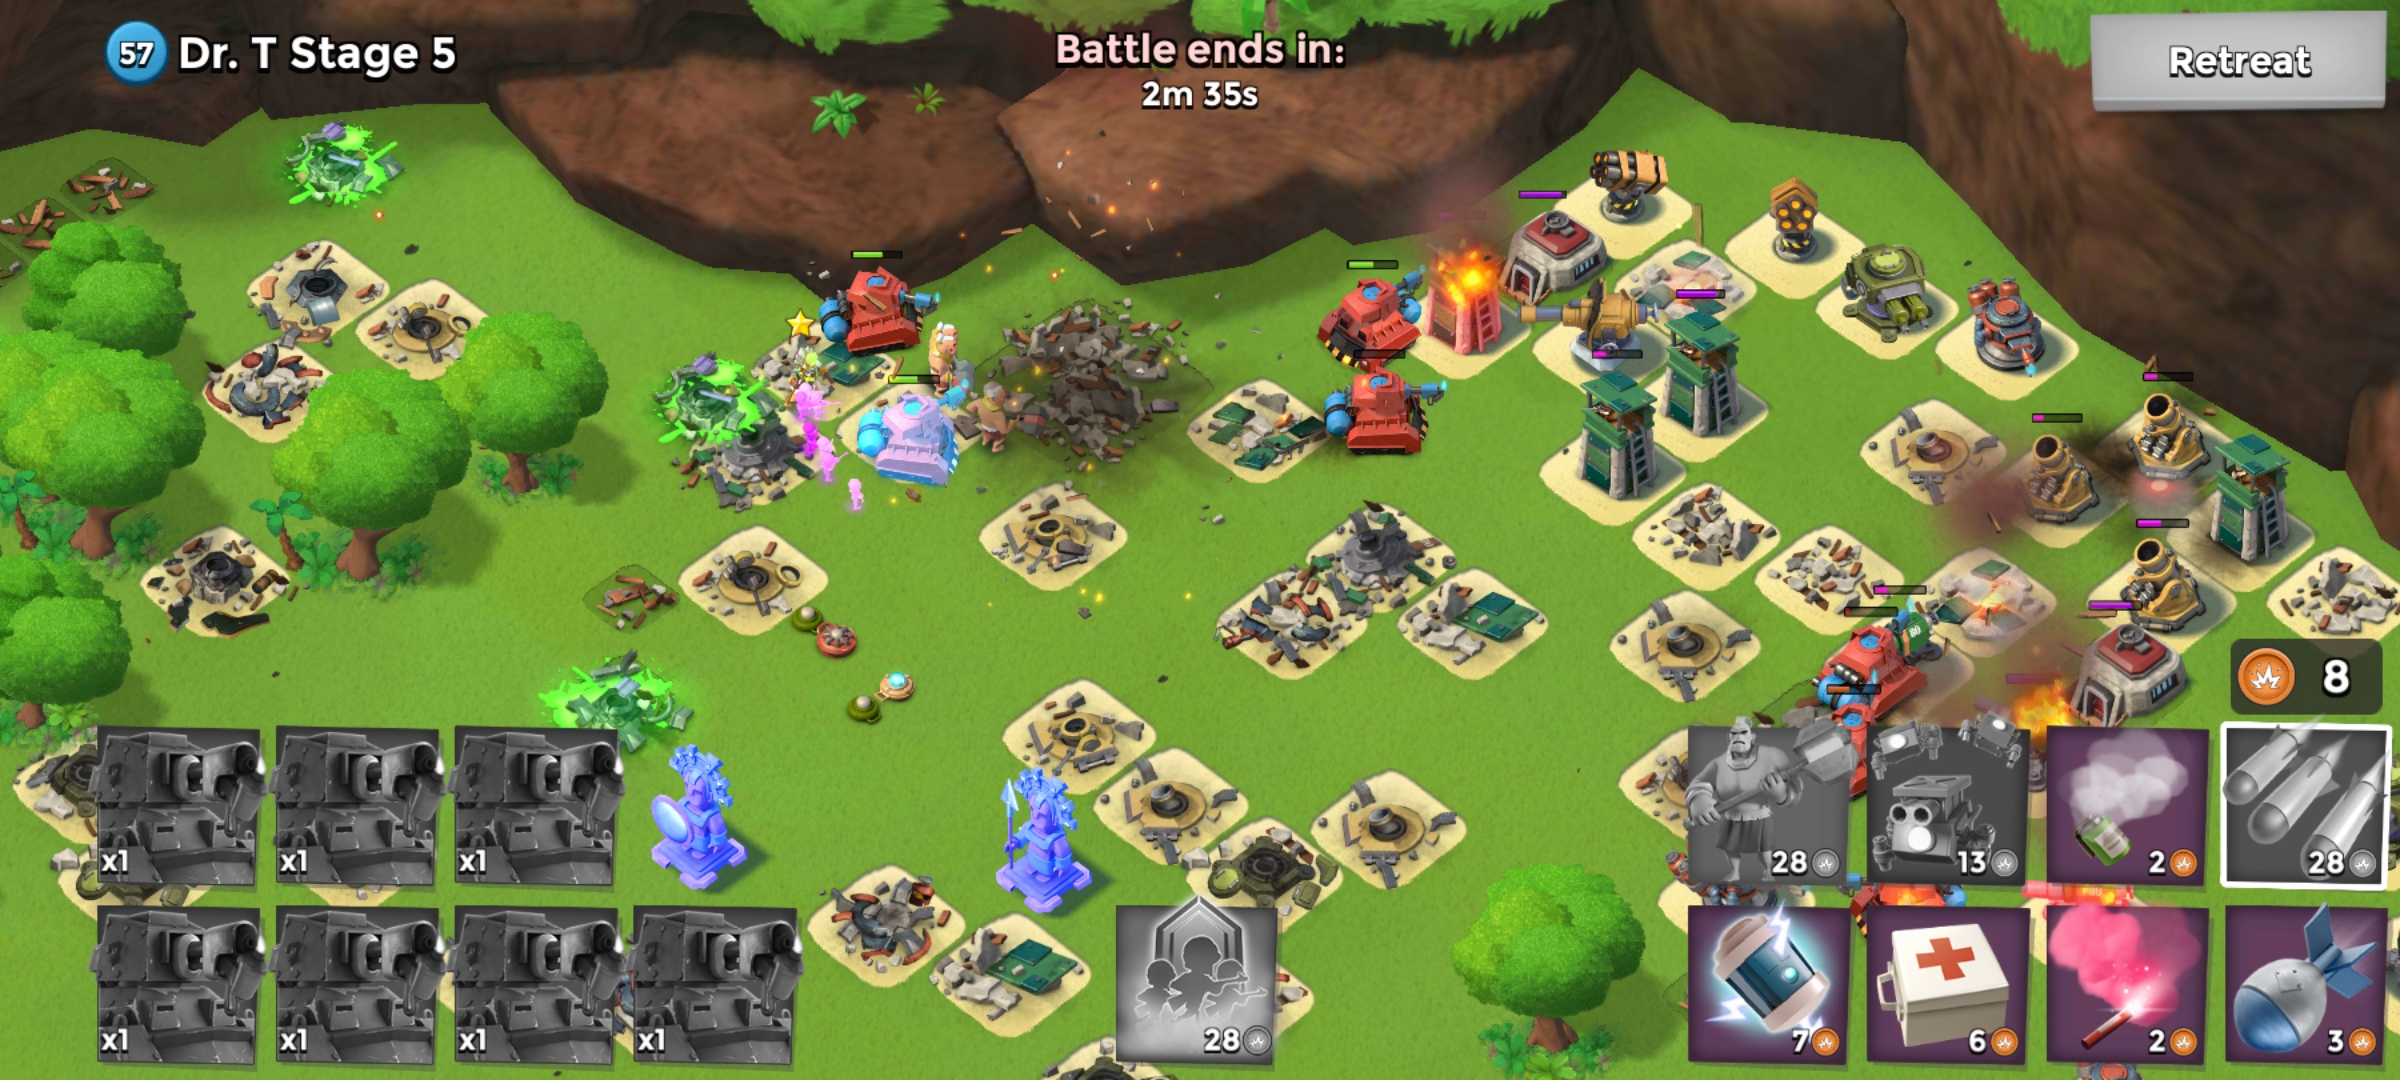 57 Dr. T Stage 5
Battle ends in:
2m 35s
Retreat
8
x1
x1
x1
28
13
2
28
x1
x1
x1
x1
28
7
6
2
3